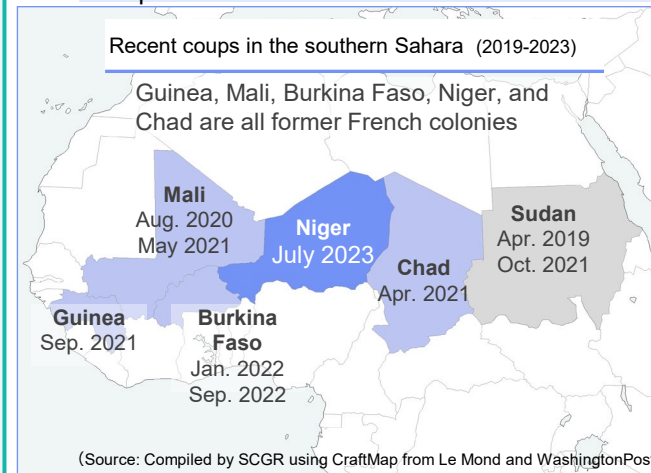 Recent coups in the southern Sahara (2019-2023)
Guinea, Mali, Burkina Faso, Niger, and
Chad are all former French colonies
Mali
Aug. 2020
May 2021
Niger
July 2023
Chad
Apr. 2021
Sudan
Apr. 2019
Oct. 2021
Guinea
Sep. 2021
Burkina
Faso
Jan. 2022
Sep. 2022
(Source: Compiled by SCGR using CraftMap from Le Mond and WashingtonPost